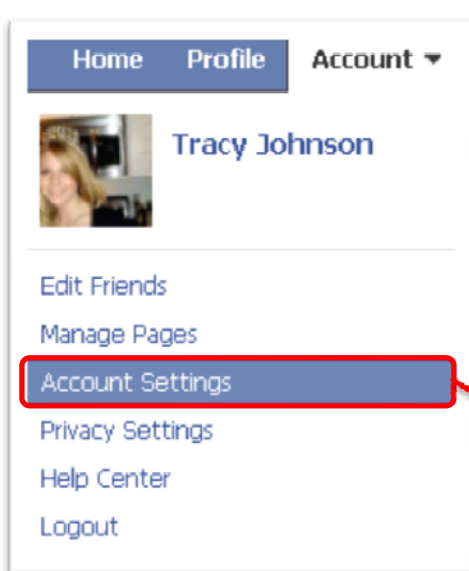 Home Profile Account
Tracy Johnson
Edit Friends
Manage Pages
Account Settings
Privacy Settings
Help Center
Logout